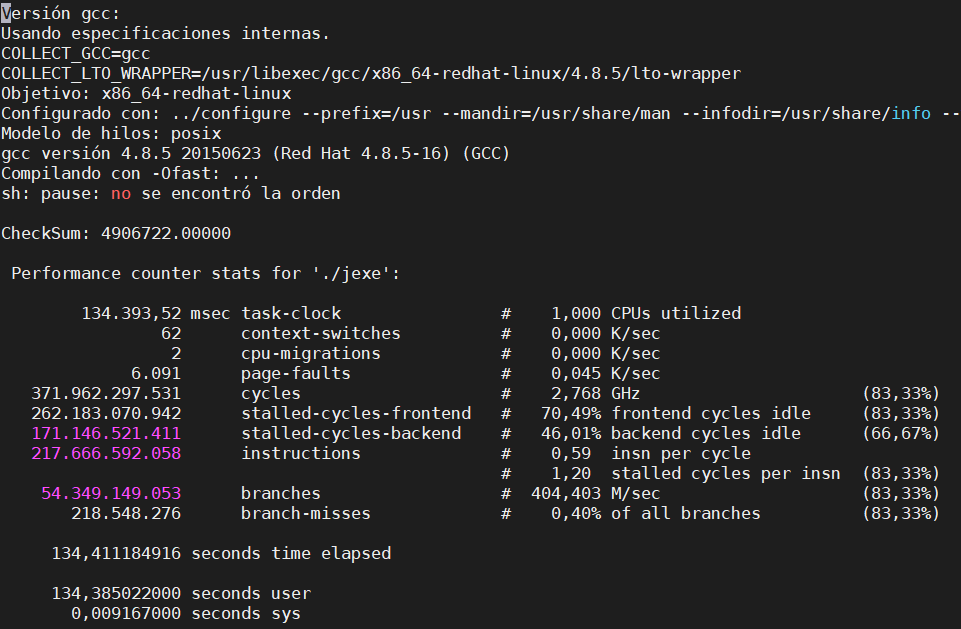 Versión gcc:
Usando especificaciones internas.
COLLECT_GCC=gcc
COLLECT_LTO_WRAPPER=/usr/libexec/gcc/x86_64-redhat-linux/4.8.5/lto-wrapper
Objetivo: x86_64-redhat-linux
Configurado con: ../configure --prefix=/usr --mandir=/usr/share/man --infodir=/usr/share/info --
Modelo de hilos: posix
gcc versión 4.8.5 20150623 (Red Hat 4.8.5-16) (GCC)
Compilando con -Ofast: ...
sh: pause: no se encontró la orden
CheckSum: 4906722.00000
Performance counter stats for './jexe':
134.393,52 msec task-clock # 1,000 CPUs utilized
62 context-switches # 0,000 K/sec
2 cpu-migrations # 0,000 K/sec
6.091 page-faults # 0,045 K/sec
371.962.297.531 cycles # 2,768 GHz (83,33%)
262.183.070.942 stalled-cycles-frontend # 70,49% frontend cycles idle (83,33%)
171.146.521.411 stalled-cycles-backend # 46,01% backend cycles idle (66,67%)
217.666.592.058 instructions # 0,59 insn per cycle
# 1,20 stalled cycles per insn (83,33%)
54.349.149.053 branches # 404,403 M/sec (83,33%)
218.548.276 branch-misses # 0,40% of all branches (83,33%)
134,411184916 seconds time elapsed
134,385022000 seconds user
0,009167000 seconds sys